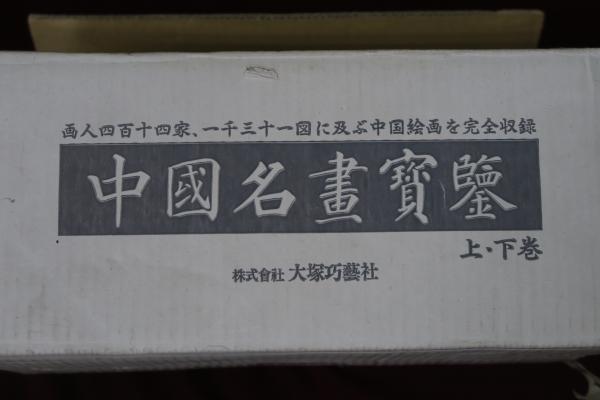 画人四百十四家、一千三十一図に及ぶ中国絵画を完全収録
中國名畫寳鑑
上・下巻
株式會社 大塚巧藝社